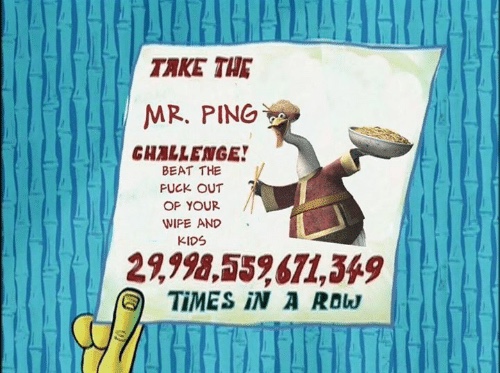 TAKE THE
MR. PING
CHALLENGE!
BEAT THE
FUCK OUT
OF YOUR
WIFE AND
KIDS
29,998,559,671,349
TIMES IN A ROW